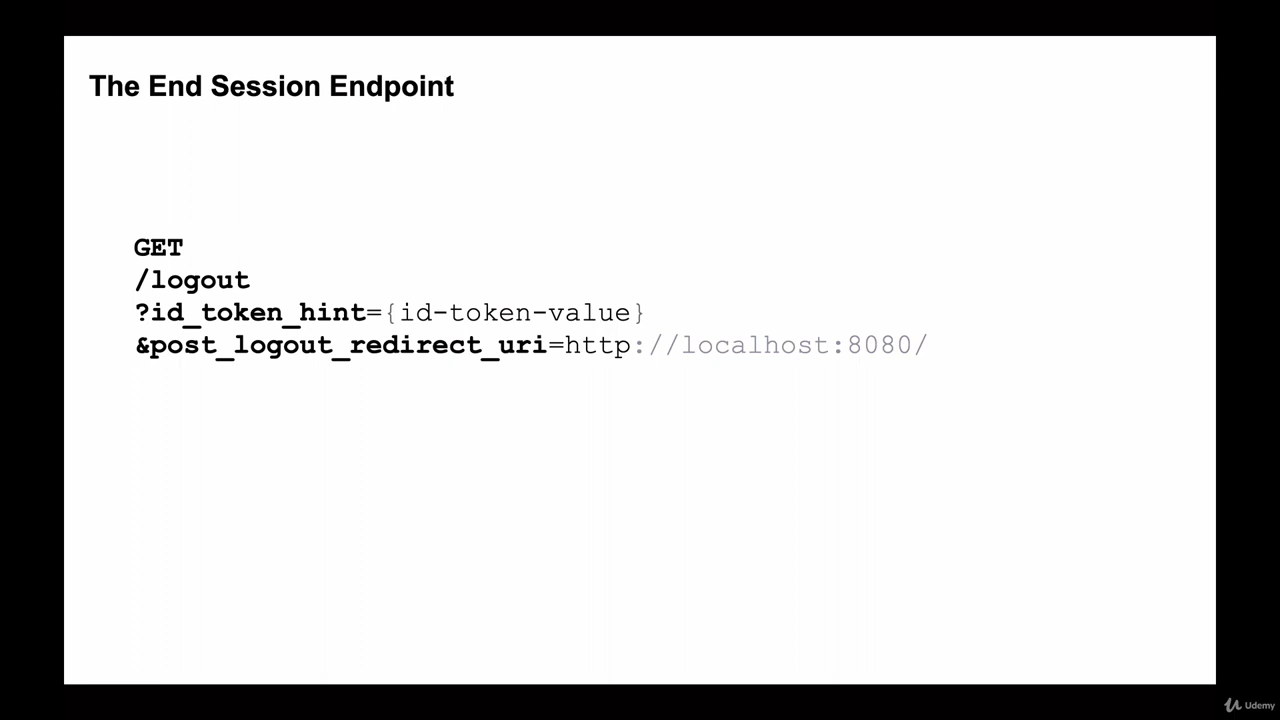 The End Session Endpoint
GET
/logout
?id_token_hint={id-token-value}
&post_logout_redirect_uri=http://localhost:8080/
Udemy